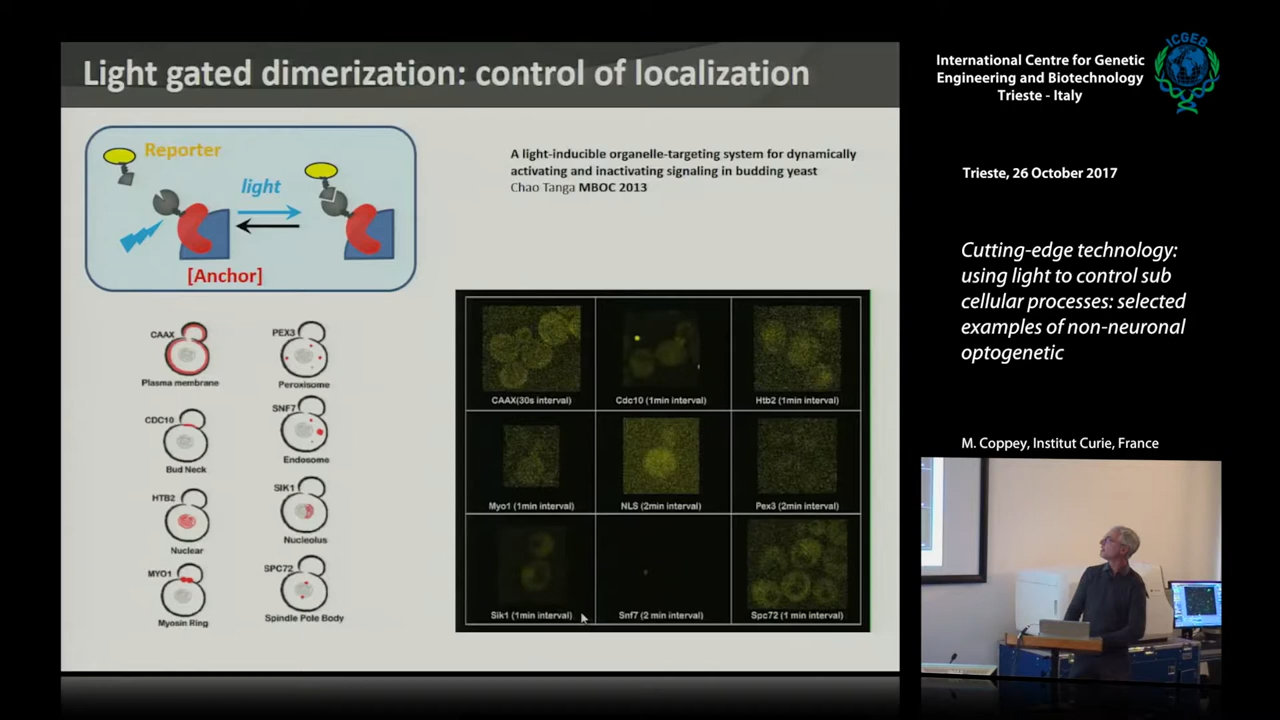 Light gated dimerization: control of localization
Reporter
light
[Anchor]
A light-inducible organelle-targeting system for dynamically
activating and inactivating signaling in budding yeast
Chao Tanga MBOC 2013
CAAX
Plasma membrane
PEX3
Peroxisome
CDC10
Bud Neck
SNF7
Endosome
HTB2
Nuclear
SIK1
Nucleolus
MYO1
Myosin Ring
SPC72
Spindle Pole Body
CAAX(30s interval)
Cdc10 (1min interval)
Htb2 (1min interval)
Myo1 (1min interval)
NLS (2min interval)
Pex3 (2min interval)
Sik1 (1min interval)
Snf7 (2 min interval)
Spc72 (1 min interval)
International Centre for Genetic
Engineering and Biotechnology
Trieste - Italy
ICGEB
Trieste, 26 October 2017
Cutting-edge technology:
using light to control sub
cellular processes: selected
examples of non-neuronal
optogenetic
M. Coppey, Institut Curie, France